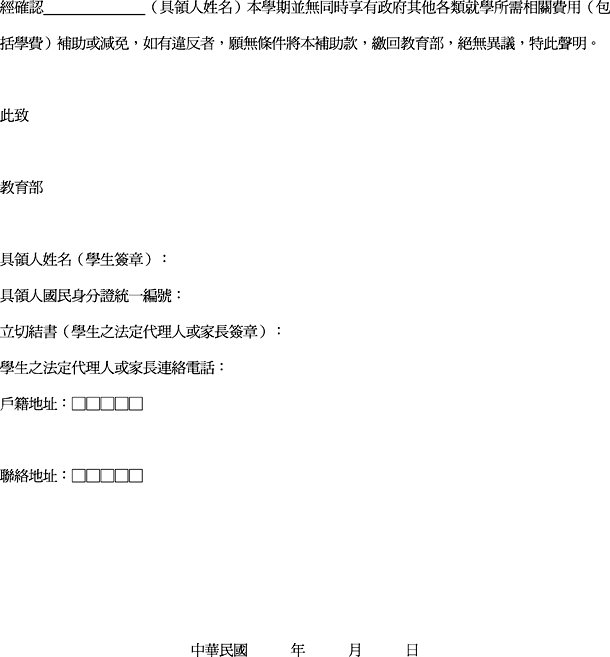 經確認______________（具領人姓名）本學期並無同時享有政府其他各類就學所需相關費用（包
括學費）補助或減免，如有違反者，願無條件將本補助款，繳回教育部，絕無異議，特此聲明。
此致
教育部
具領人姓名（學生簽章）：
具領人國民身分證統一編號：
立切結書（學生之法定代理人或家長簽章）：
學生之法定代理人或家長連絡電話：
戶籍地址：□□□□□
聯絡地址：□□□□□
中華民國　　　年　　　月　　　日